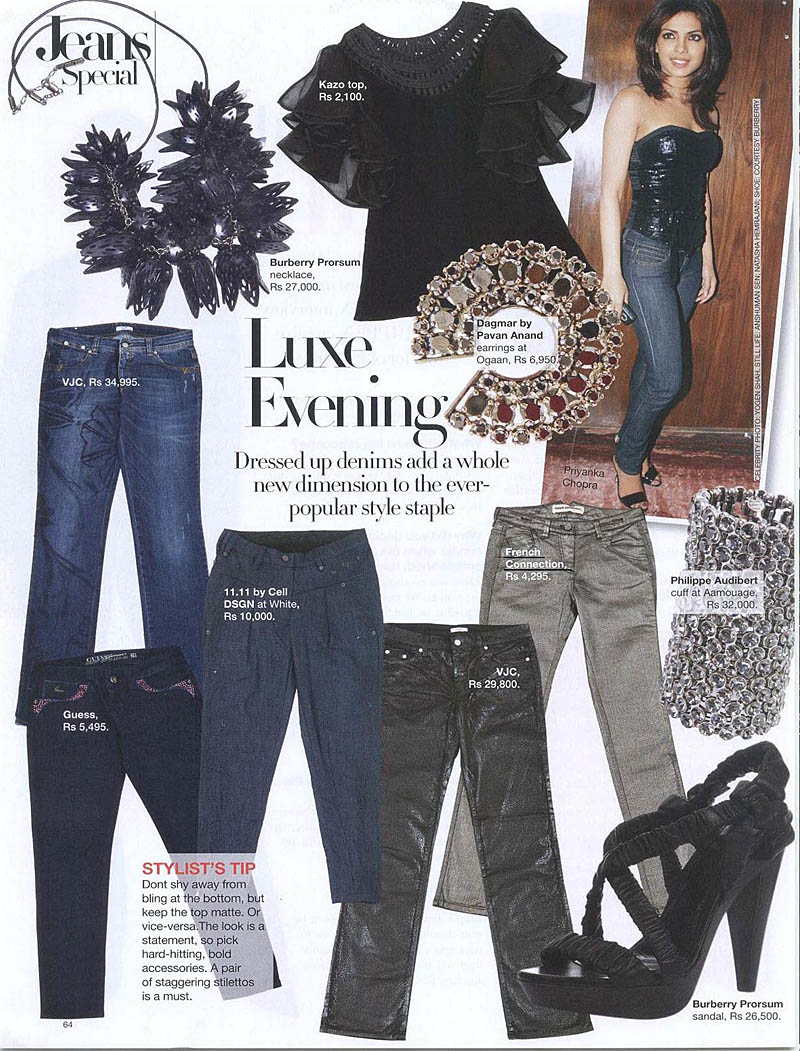 Jeans
Special
Kazo top,
Rs 2,100.
Burberry Prorsum
necklace,
Rs 27,000.
Dagmar by
Pavan Anand
earrings at
Ogaan, Rs 6,950.
CELEBRITY PHOTO: YOGEN SHAH; STILL LIFE: ANSHUMAN SEN; NATASHA HEMRAJANI; SHOE: COURTESY BURBERRY
Priyanka
Chopra
VJC, Rs 34,995.
Luxe
Evening
Dressed up denims add a whole
new dimension to the ever-
popular style staple
French
Connection,
Rs 4,295.
Philippe Audibert
cuff at Aamouage,
Rs 32,000.
11.11 by Cell
DSGN at White,
Rs 10,000.
VJC,
Rs 29,800.
GUESS
Guess,
Rs 5,495.
STYLIST'S TIP
Dont shy away from
bling at the bottom, but
keep the top matte. Or
vice-versa.The look is a
statement, so pick
hard-hitting, bold
accessories. A pair
of staggering stilettos
is a must.
Burberry Prorsum
sandal, Rs 26,500.
64